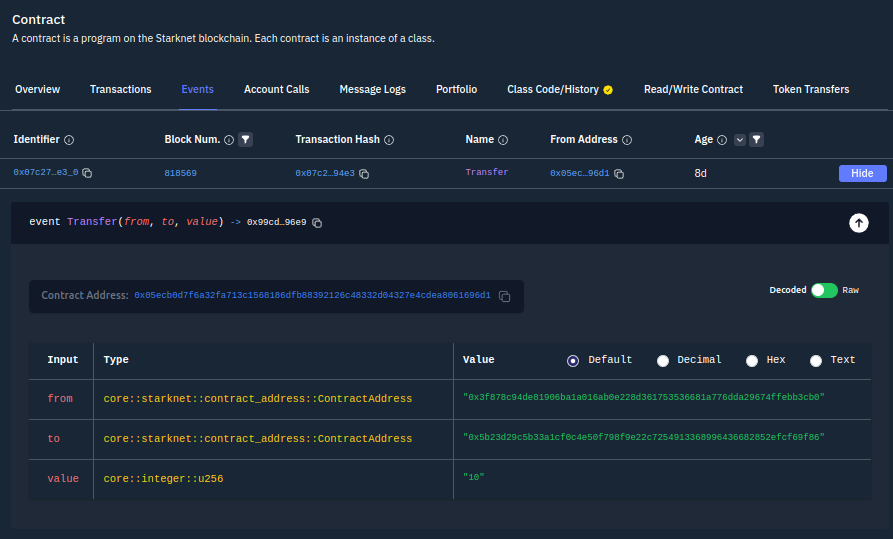 Contract
A contract is a program on the Starknet blockchain. Each contract is an instance of a class.
Overview Transactions Events Account Calls Message Logs Portfolio Class Code/History Read/Write Contract Token Transfers
Identifier Block Num. Transaction Hash Name From Address Age
0x07c27…e3_0 818569 0x07c2…94e3 Transfer 0x05ec…96d1 8d Hide
event Transfer(from, to, value) -> 0x99cd…96e9
Contract Address: 0x05ecb0d7f6a32fa713c1568186dfb88392126c48332d04327e4cdea8061696d1 Decoded Raw
Input Type Value Default Decimal Hex Text
from core::starknet::contract_address::ContractAddress "0x3f878c94de81906ba1a016ab0e228d361753536681a776dda29674ffebb3cb0"
to core::starknet::contract_address::ContractAddress "0x5b23d29c5b33a1cf0c4e50f798f9e22c7254913368996436682852efcf69f86"
value core::integer::u256 "10"